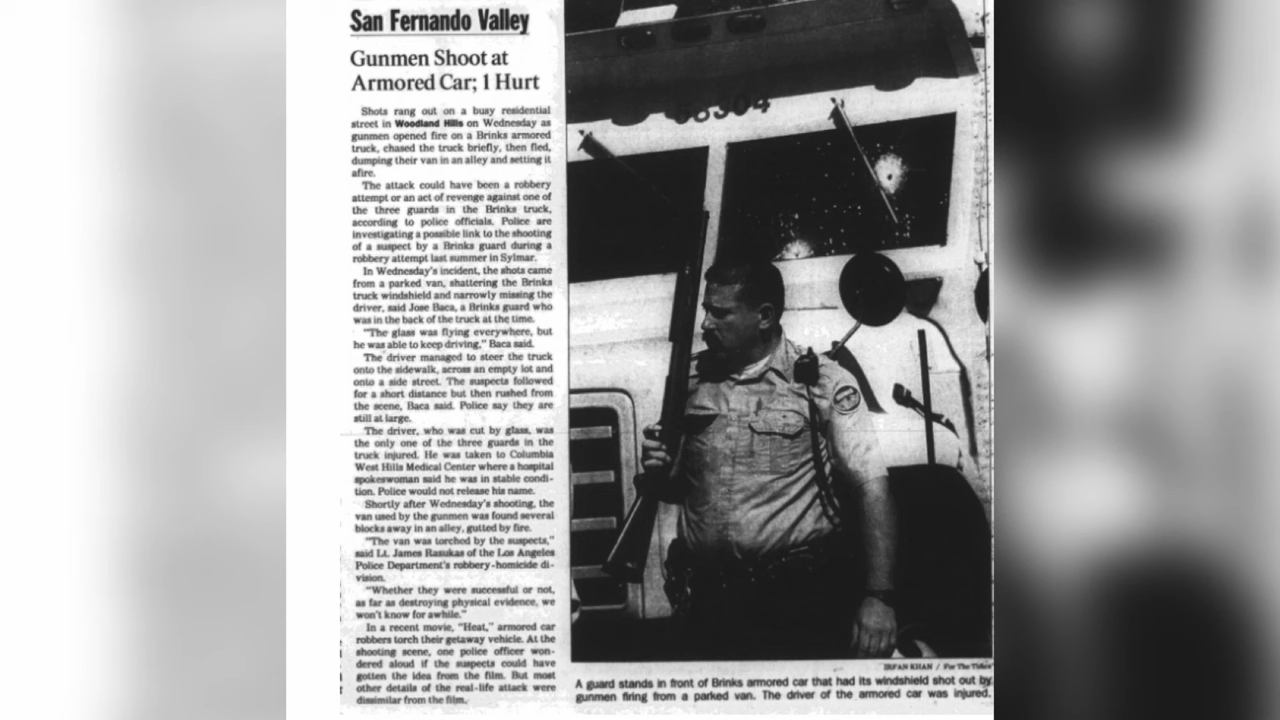 San Fernando Valley
Gunmen Shoot at
Armored Car; 1 Hurt
Shots rang out on a busy residential
street in Woodland Hills on Wednesday as
gunmen opened fire on a Brinks armored
truck, chased the truck briefly, then fled,
dumping their van in an alley and setting it
afire.
The attack could have been a robbery
attempt or an act of revenge against one of
the three guards in the Brinks truck,
according to police officials. Police are
investigating a possible link to the shooting
of a suspect by a Brinks guard during a
robbery attempt last summer in Sylmar.
In Wednesday's incident, the shots came
from a parked van, shattering the Brinks
truck windshield and narrowly missing the
driver, said Jose Baca, a Brinks guard who
was in the back of the truck at the time.
"The glass was flying everywhere, but
he was able to keep driving," Baca said.
The driver managed to steer the truck
onto the sidewalk, across an empty lot and
onto a side street. The suspects followed
for a short distance but then rushed from
the scene, Baca said. Police say they are
still at large.
The driver, who was cut by glass, was
the only one of the three guards in the
truck injured. He was taken to Columbia
West Hills Medical Center where a hospital
spokeswoman said he was in stable condi-
tion. Police would not release his name.
Shortly after Wednesday's shooting, the
van used by the gunmen was found several
blocks away in an alley, gutted by fire.
"The van was torched by the suspects,"
said Lt. James Rasukas of the Los Angeles
Police Department's robbery-homicide di-
vision.
"Whether they were successful or not,
as far as destroying physical evidence, we
won't know for awhile."
In a recent movie, "Heat," armored car
robbers torch their getaway vehicle. At the
shooting scene, one police officer won-
dered aloud if the suspects could have
gotten the idea from the film. But most
other details of the real-life attack were
dissimilar from the film.
58304
IRFAN KHAN / For The Times
A guard stands in front of Brinks armored car that had its windshield shot out by
gunmen firing from a parked van. The driver of the armored car was injured.